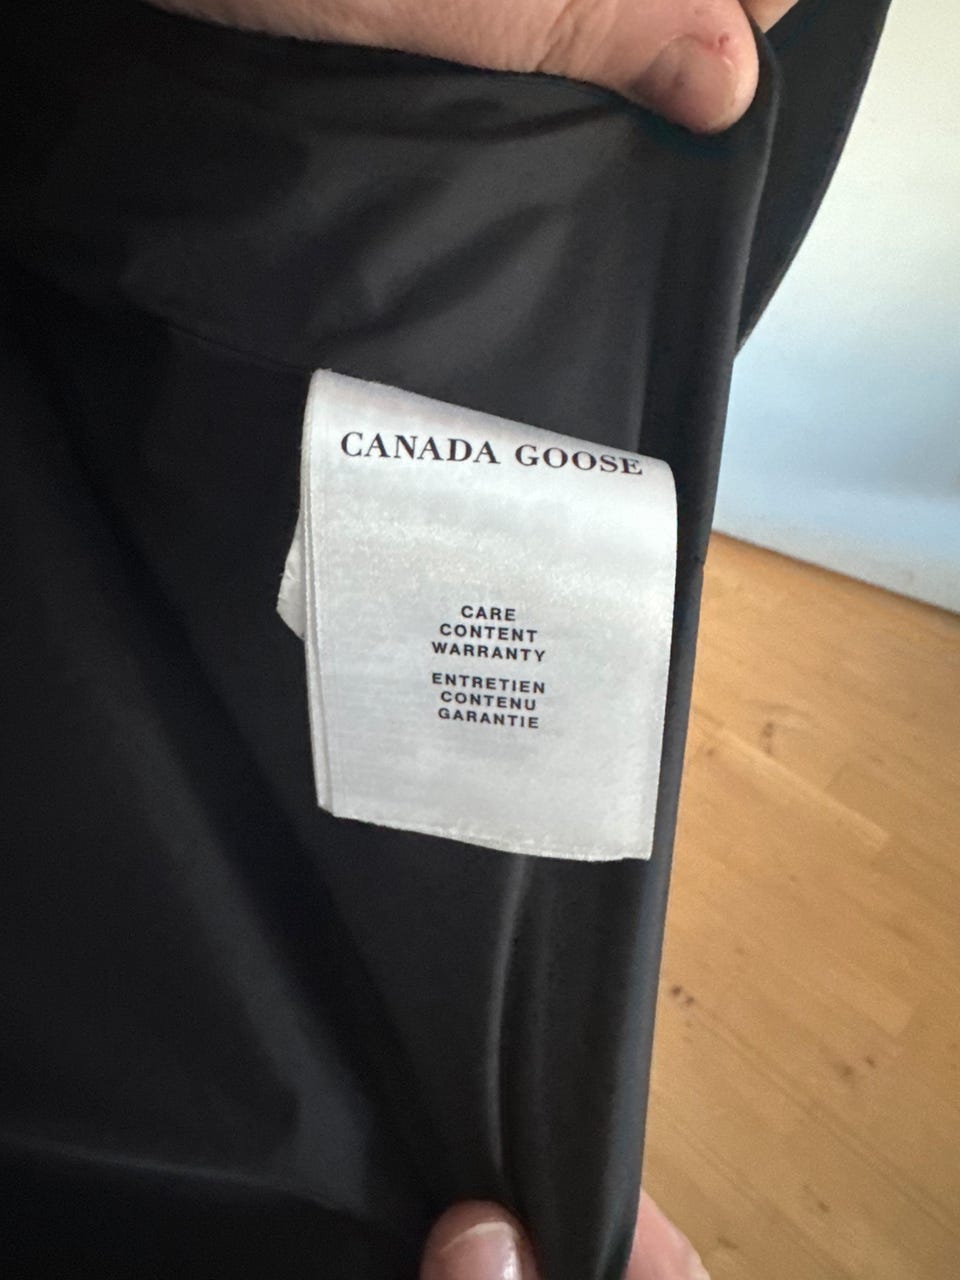 CANADA GOOSE
CARE
CONTENT
WARRANTY
ENTRETIEN
CONTENU
GARANTIE